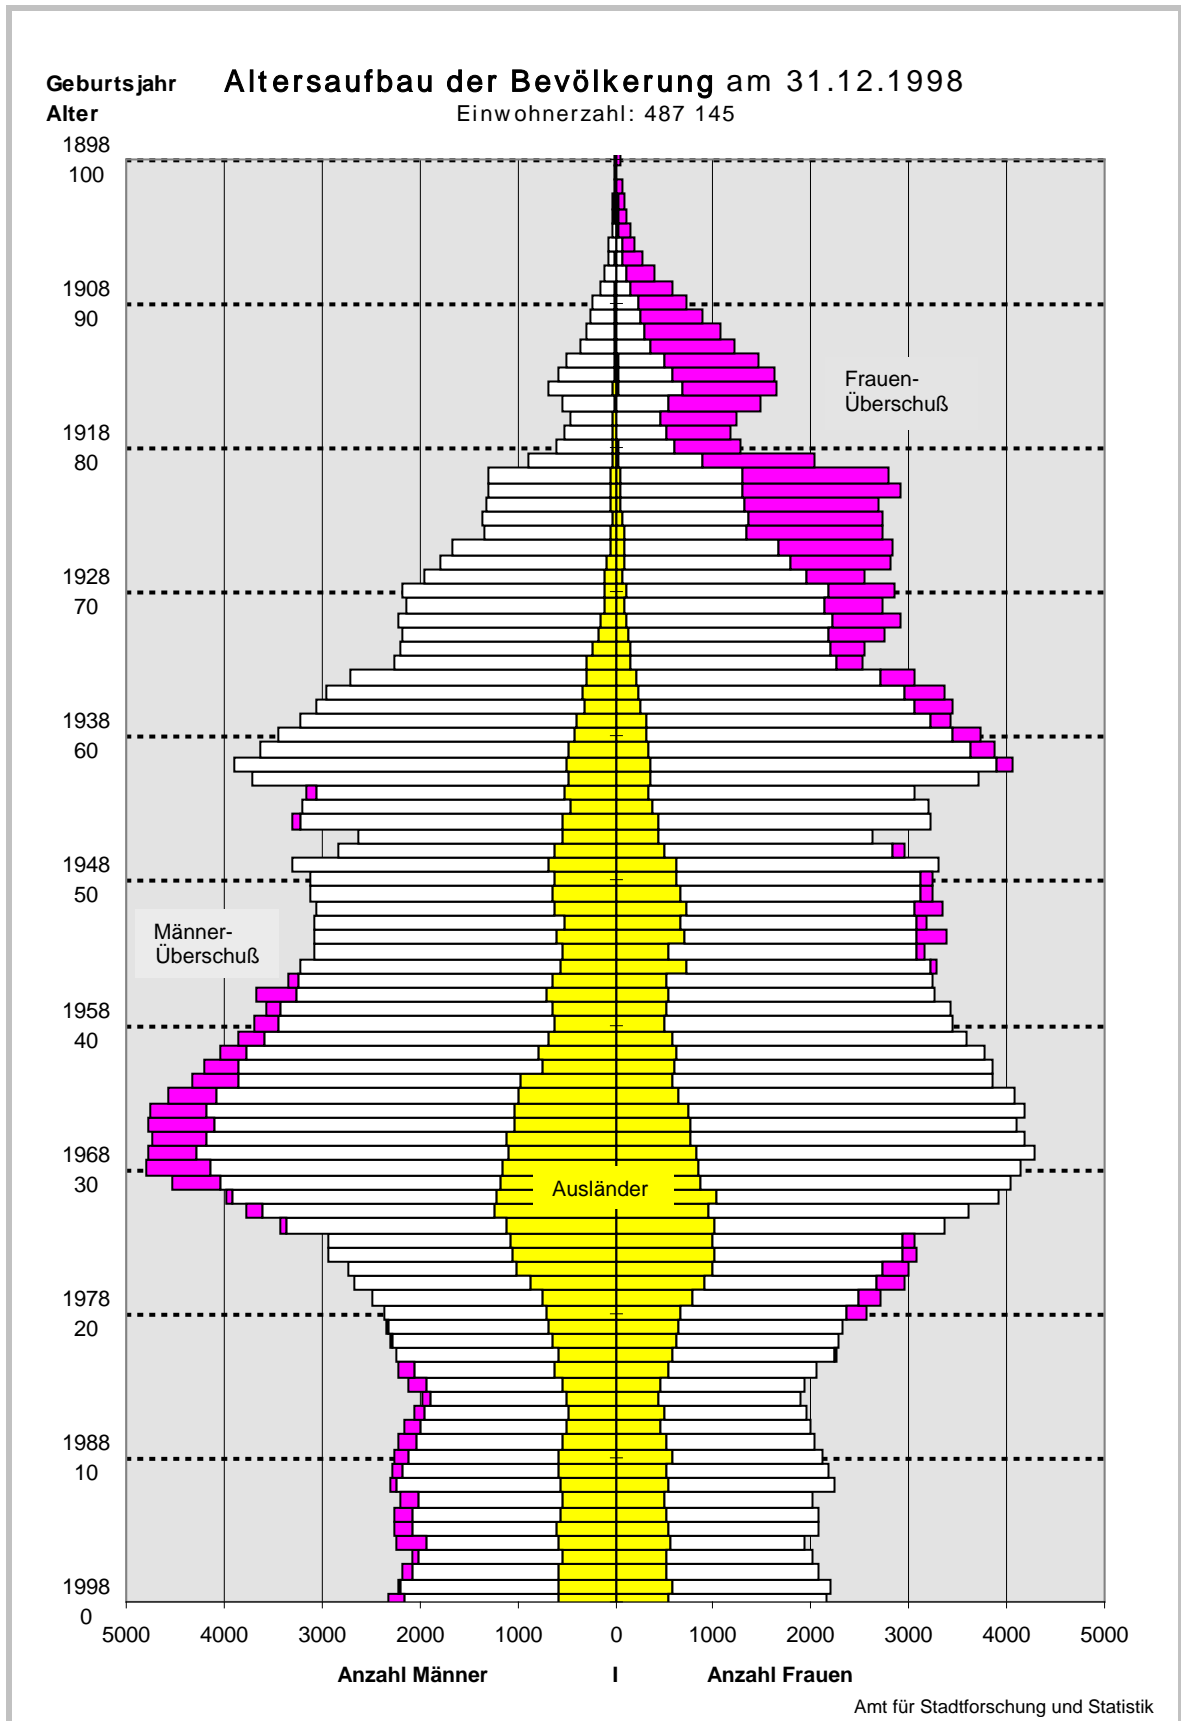 Geburtsjahr Altersaufbau der Bevölkerung am 31.12.1998
Alter Einwohnerzahl: 487 145
1898
100
1908
90
Frauen-
Überschuß
1918
80
1928
70
1938
60
1948
50
Männer-
Überschuß
1958
40
1968
30
Ausländer
1978
20
1988
10
1998
0
5000 4000 3000 2000 1000 0 1000 2000 3000 4000 5000
Anzahl Männer I Anzahl Frauen
Amt für Stadtforschung und Statistik